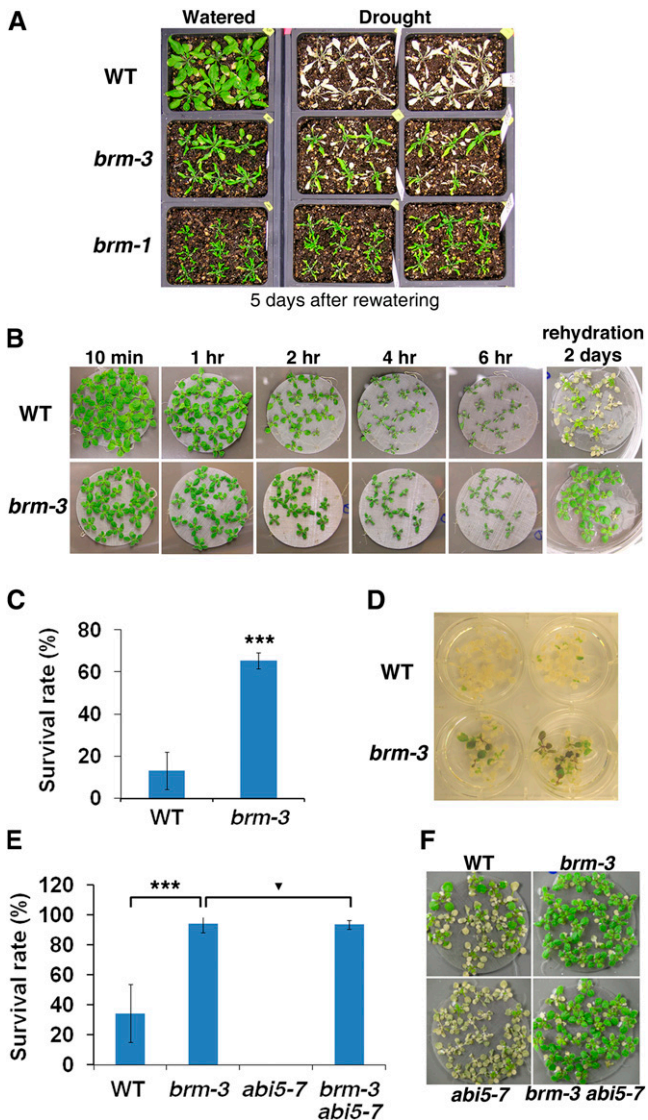 A
Watered Drought
WT
brm-3
brm-1
5 days after rewatering
B
10 min 1 hr 2 hr 4 hr 6 hr rehydration 2 days
WT
brm-3
C
Survival rate (%)
80
60
40
20
0
***
WT brm-3
D
WT
brm-3
E
Survival rate (%)
120
100
80
60
40
20
0
*** ▼
WT brm-3 abi5-7 brm-3 abi5-7
F
WT brm-3
abi5-7 brm-3 abi5-7